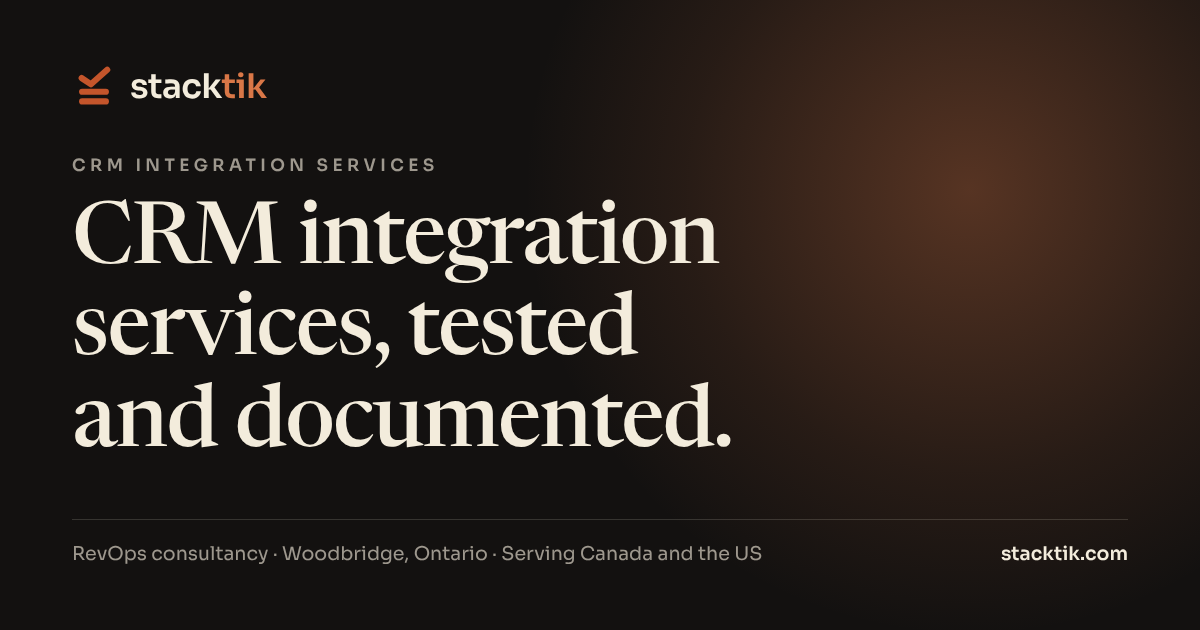 stacktik
CRM INTEGRATION SERVICES
CRM integration
services, tested
and documented.
RevOps consultancy · Woodbridge, Ontario · Serving Canada and the US
stacktik.com